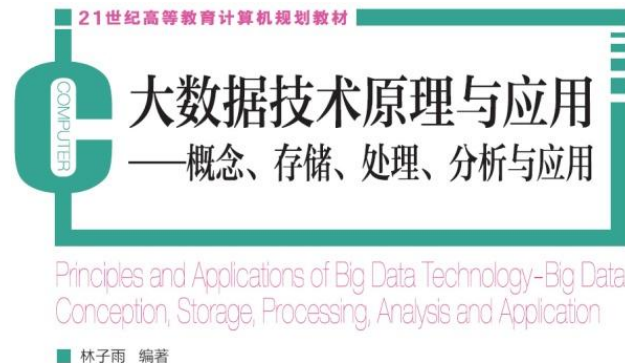 21世纪高等教育计算机规划教材
COMPUTER
大数据技术原理与应用
——概念、存储、处理、分析与应用
Principles and Applications of Big Data Technology-Big Data
Conception, Storage, Processing, Analysis and Application
林子雨 编著